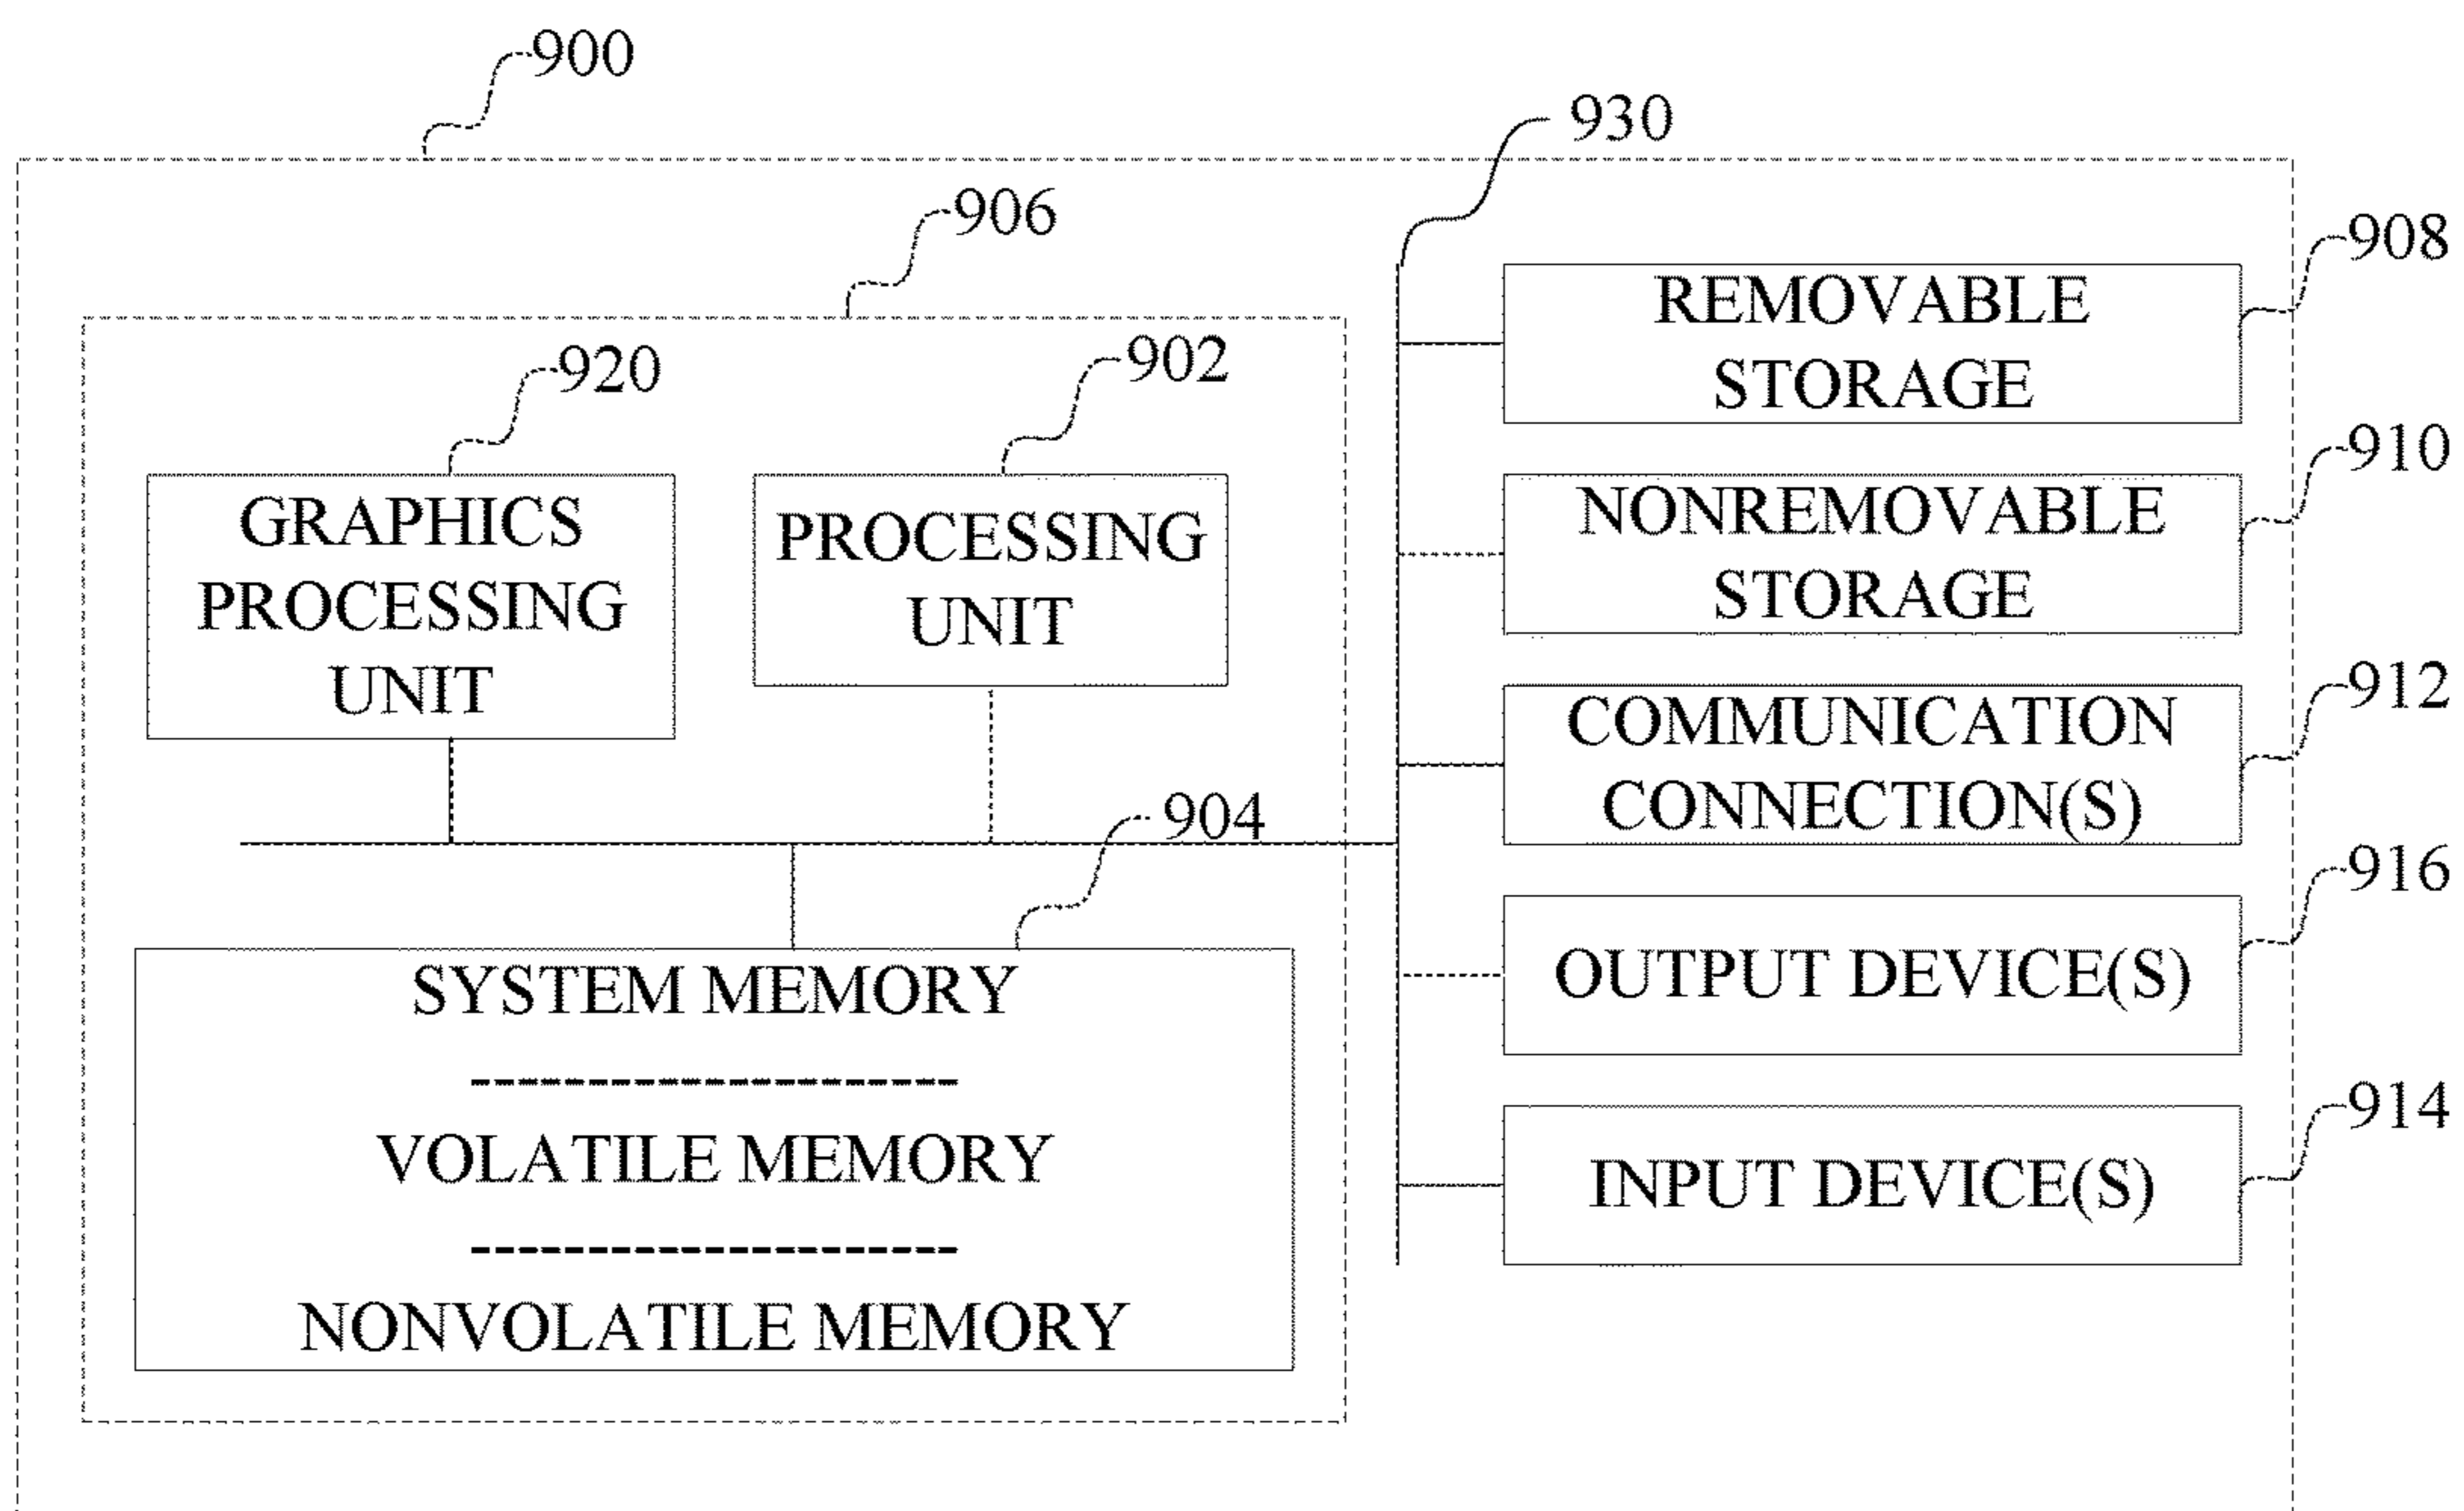 900
930
906
908
REMOVABLE
STORAGE
920
902
910
GRAPHICS
PROCESSING
UNIT
PROCESSING
UNIT
NONREMOVABLE
STORAGE
912
COMMUNICATION
CONNECTION(S)
904
916
OUTPUT DEVICE(S)
SYSTEM MEMORY
--------------------
VOLATILE MEMORY
--------------------
NONVOLATILE MEMORY
914
INPUT DEVICE(S)